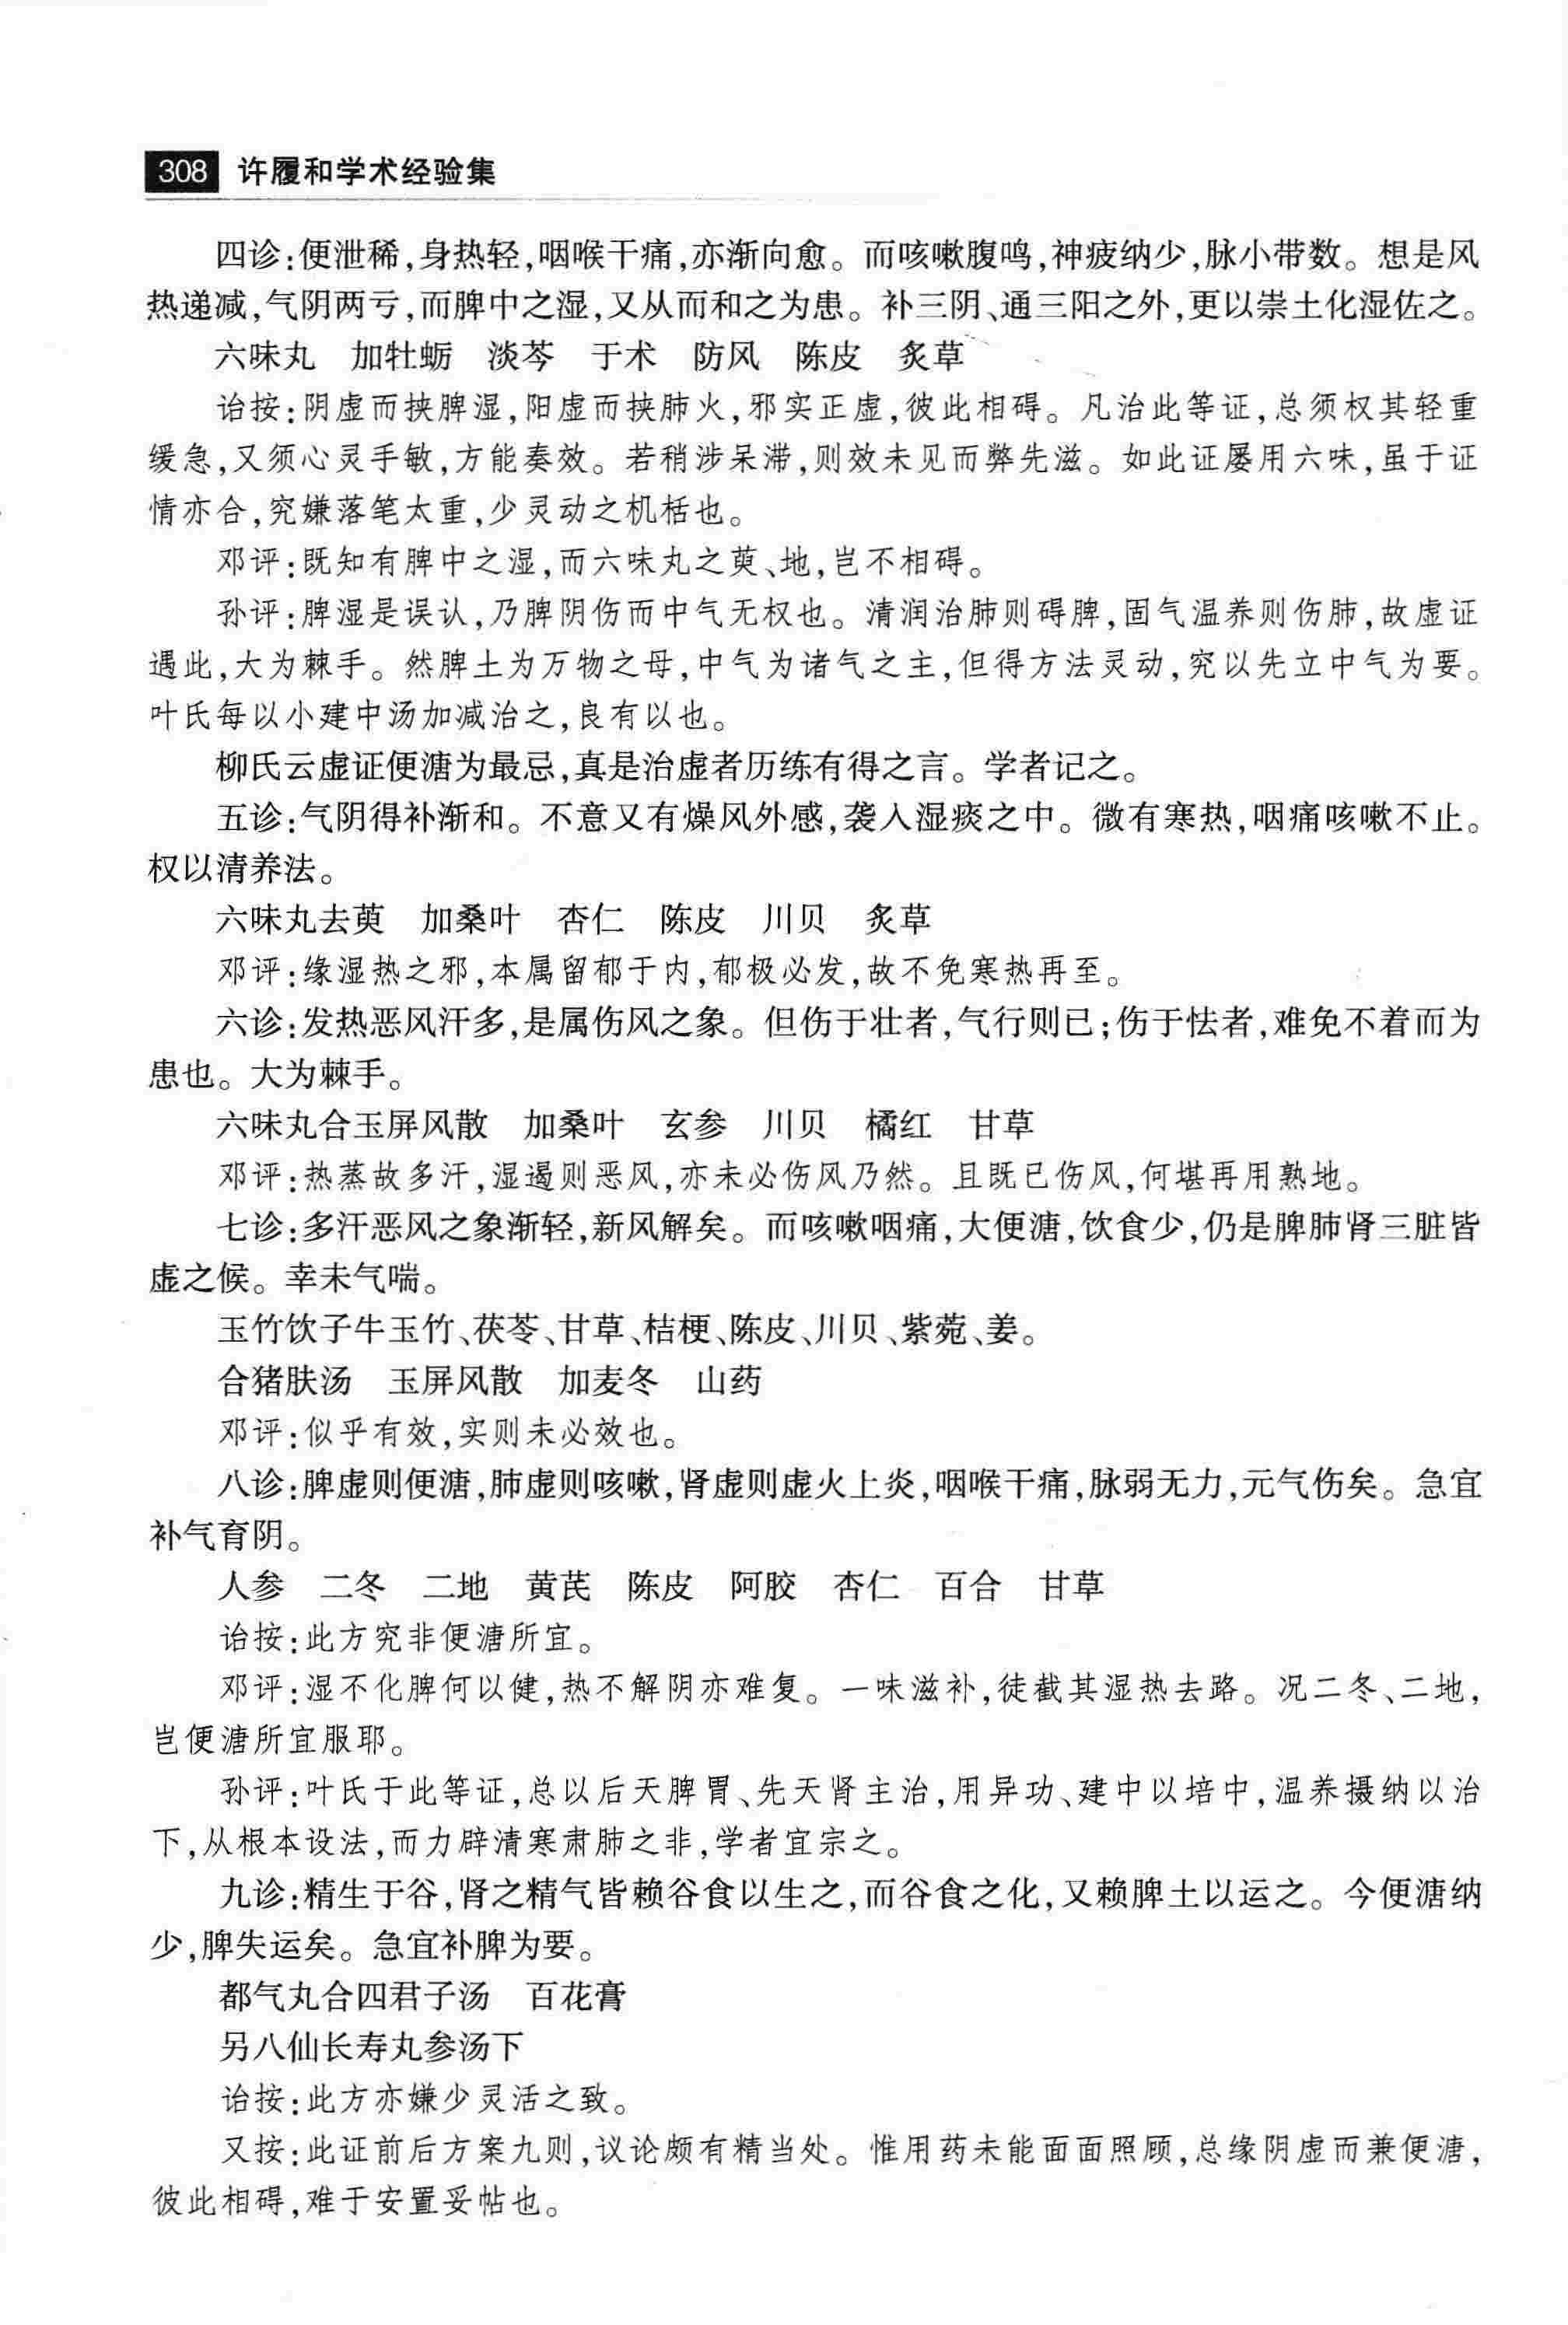 308 许履和学术经验集
四诊:便泄稀,身热轻,咽喉干痛,亦渐向愈。而咳嗽腹鸣,神疲纳少,脉小带数。想是风
热递减,气阴两亏,而脾中之湿,又从而和之为患。补三阴、通三阳之外,更以崇土化湿佐之。
六味丸 加牡蛎 淡芩 于术 防风 陈皮 炙草
诒按:阴虚而挟脾湿,阳虚而挟肺火,邪实正虚,彼此相碍。凡治此等证,总须权其轻重
缓急,又须心灵手敏,方能奏效。若稍涉呆滞,则效未见而弊先滋。如此证屡用六味,虽于证
情亦合,究嫌落笔太重,少灵动之机栝也。
邓评:既知有脾中之湿,而六味丸之萸、地,岂不相碍。
孙评:脾湿是误认,乃脾阴伤而中气无权也。清润治肺则碍脾,固气温养则伤肺,故虚证
遇此,大为棘手。然脾土为万物之母,中气为诸气之主,但得方法灵动,究以先立中气为要。
叶氏每以小建中汤加减治之,良有以也。
柳氏云虚证便溏为最忌,真是治虚者历练有得之言。学者记之。
五诊:气阴得补渐和。不意又有燥风外感,袭入湿痰之中。微有寒热,咽痛咳嗽不止。
权以清养法。
六味丸去萸 加桑叶 杏仁 陈皮 川贝 炙草
邓评:缘湿热之邪,本属留郁于内,郁极必发,故不免寒热再至。
六诊:发热恶风汗多,是属伤风之象。但伤于壮者,气行则已;伤于怯者,难免不着而为
患也。大为棘手。
六味丸合玉屏风散 加桑叶 玄参 川贝 橘红 甘草
邓评:热蒸故多汗,湿遏则恶风,亦未必伤风乃然。且既已伤风,何堪再用熟地。
七诊:多汗恶风之象渐轻,新风解矣。而咳嗽咽痛,大便溏,饮食少,仍是脾肺肾三脏皆
虚之候。幸未气喘。
玉竹饮子牛玉竹、茯苓、甘草、桔梗、陈皮、川贝、紫菀、姜。
合猪肤汤 玉屏风散 加麦冬 山药
邓评:似乎有效,实则未必效也。
八诊:脾虚则便溏,肺虚则咳嗽,肾虚则虚火上炎,咽喉干痛,脉弱无力,元气伤矣。急宜
补气育阴。
人参 二冬 二地 黄芪 陈皮 阿胶 杏仁 百合 甘草
诒按:此方究非便溏所宜。
邓评:湿不化脾何以健,热不解阴亦难复。一味滋补,徒截其湿热去路。况二冬、二地,
岂便溏所宜服耶。
孙评:叶氏于此等证,总以后天脾胃、先天肾主治,用异功、建中以培中,温养摄纳以治
下,从根本设法,而力辟清寒肃肺之非,学者宜宗之。
九诊:精生于谷,肾之精气皆赖谷食以生之,而谷食之化,又赖脾土以运之。今便溏纳
少,脾失运矣。急宜补脾为要。
都气丸合四君子汤 百花膏
另八仙长寿丸参汤下
诒按:此方亦嫌少灵活之致。
又按:此证前后方案九则,议论颇有精当处。惟用药未能面面照顾,总缘阴虚而兼便溏,
彼此相碍,难于安置妥帖也。